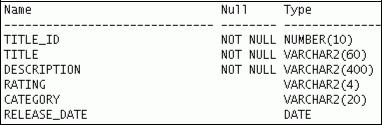 Name Null Type
------------------------------ -------- -------------
TITLE_ID NOT NULL NUMBER(10)
TITLE NOT NULL VARCHAR2(60)
DESCRIPTION NOT NULL VARCHAR2(400)
RATING VARCHAR2(4)
CATEGORY VARCHAR2(20)
RELEASE_DATE DATE